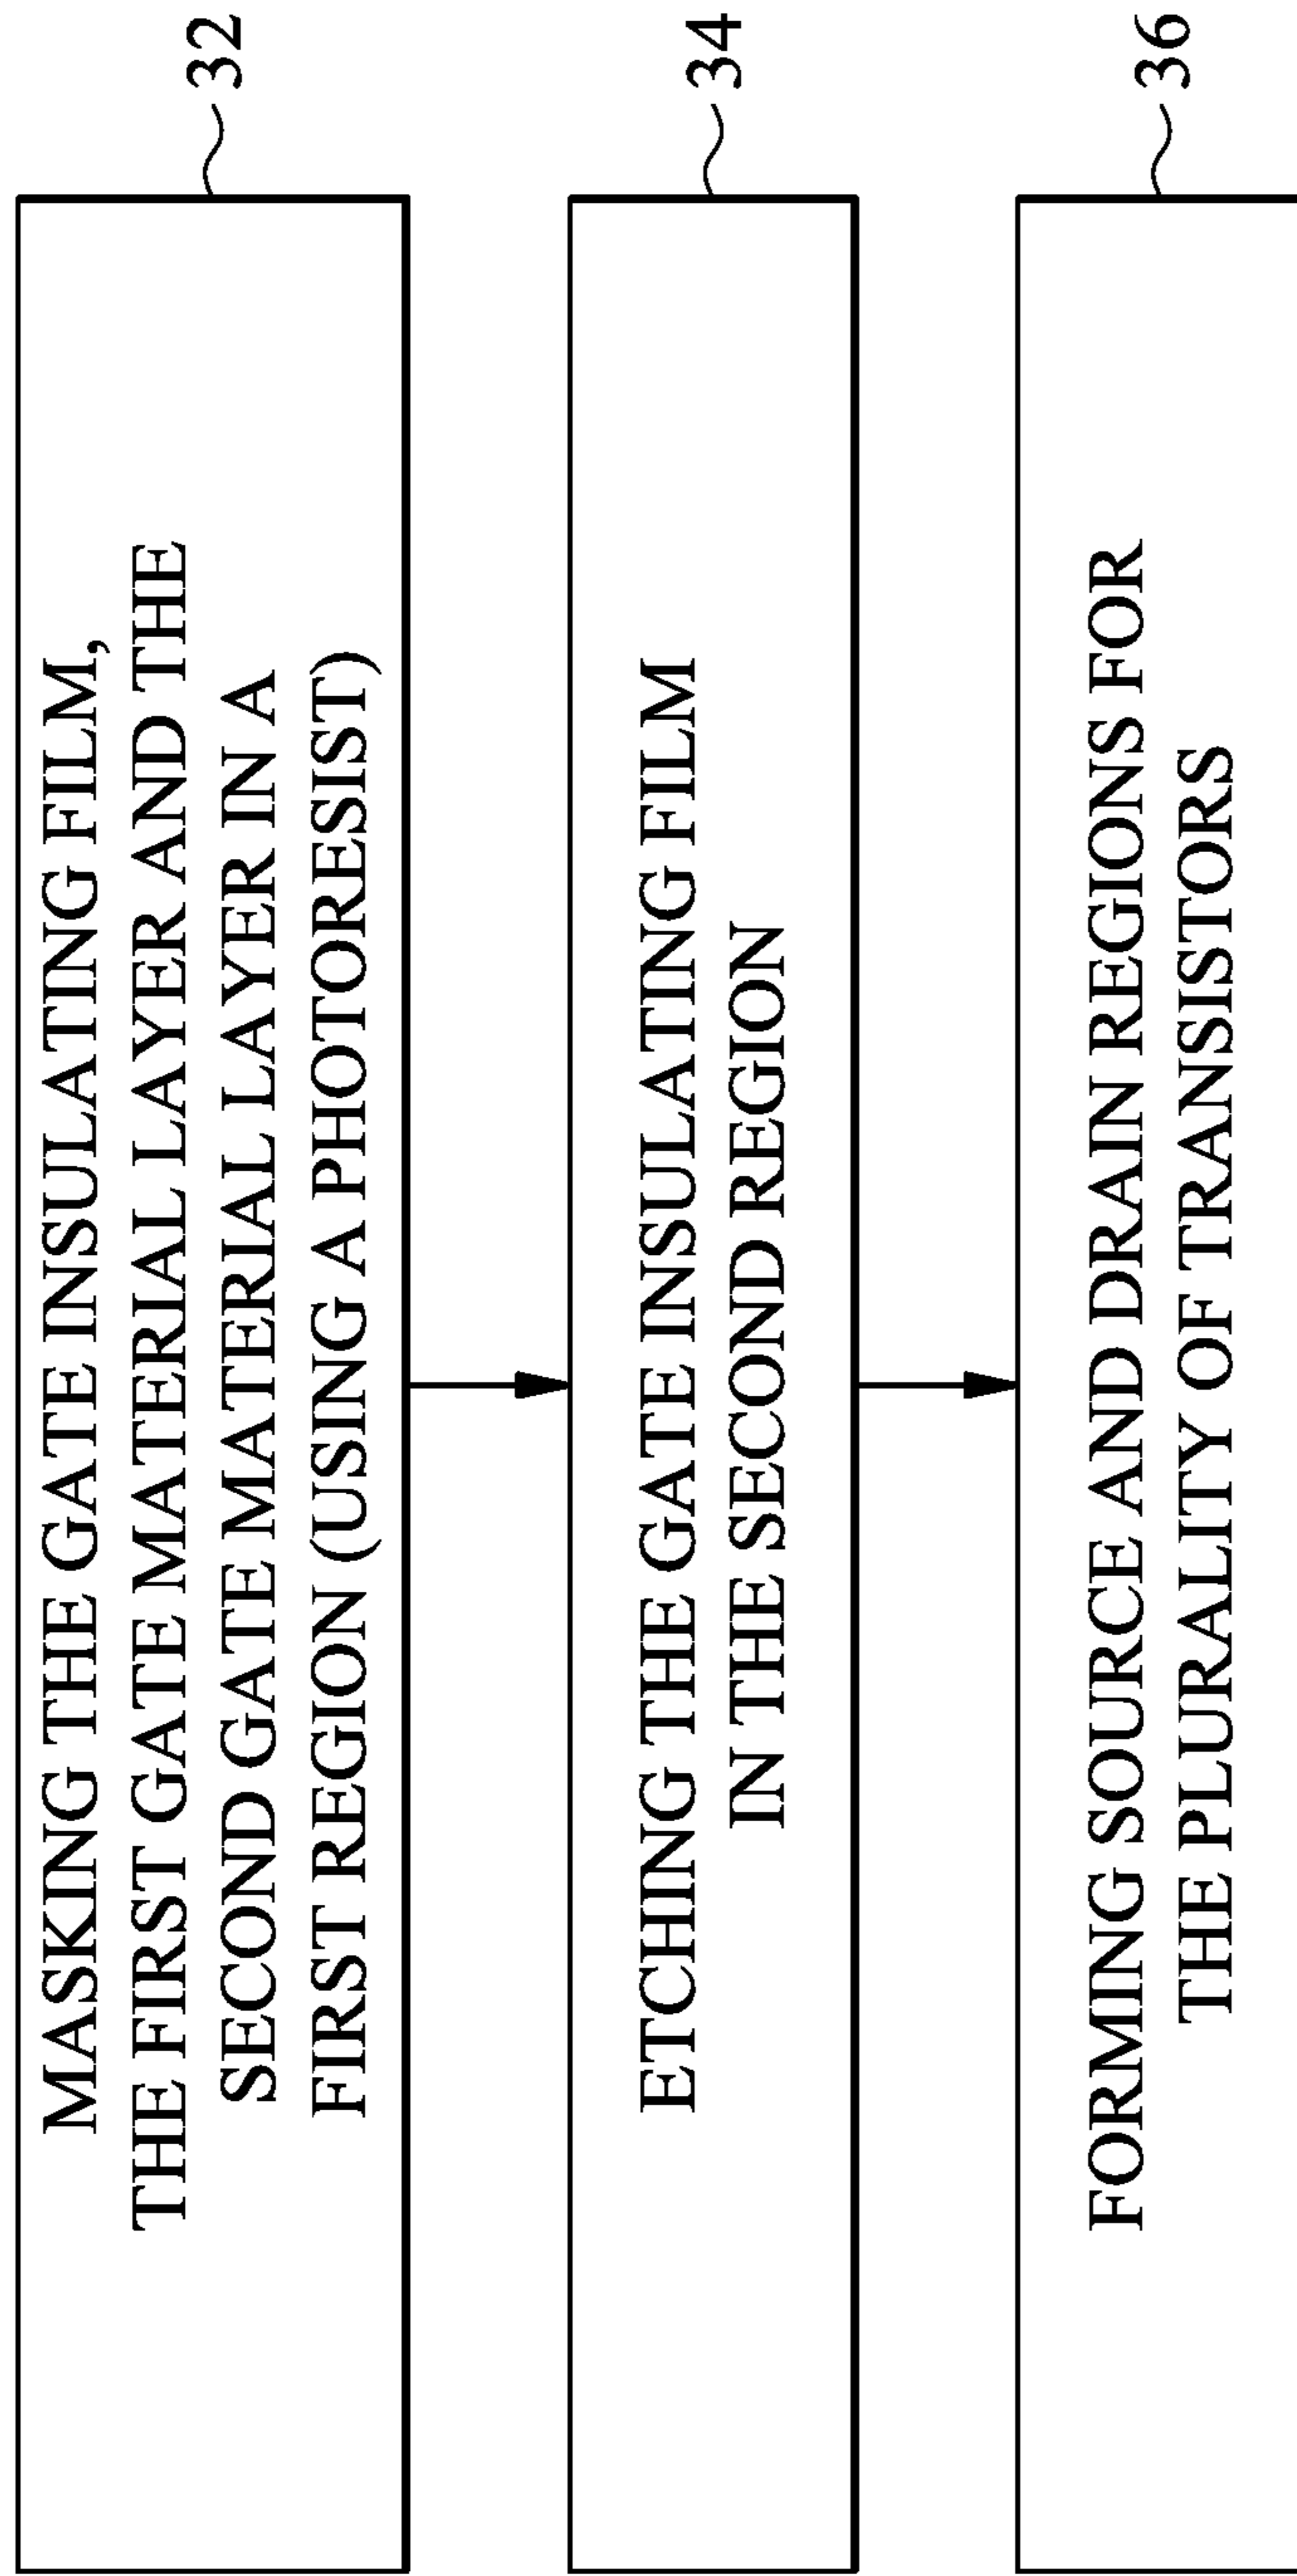 MASKING THE GATE INSULATING FILM,
THE FIRST GATE MATERIAL LAYER AND THE
SECOND GATE MATERIAL LAYER IN A
FIRST REGION (USING A PHOTORESIST)
32
ETCHING THE GATE INSULATING FILM
IN THE SECOND REGION
34
FORMING SOURCE AND DRAIN REGIONS FOR
THE PLURALITY OF TRANSISTORS
36